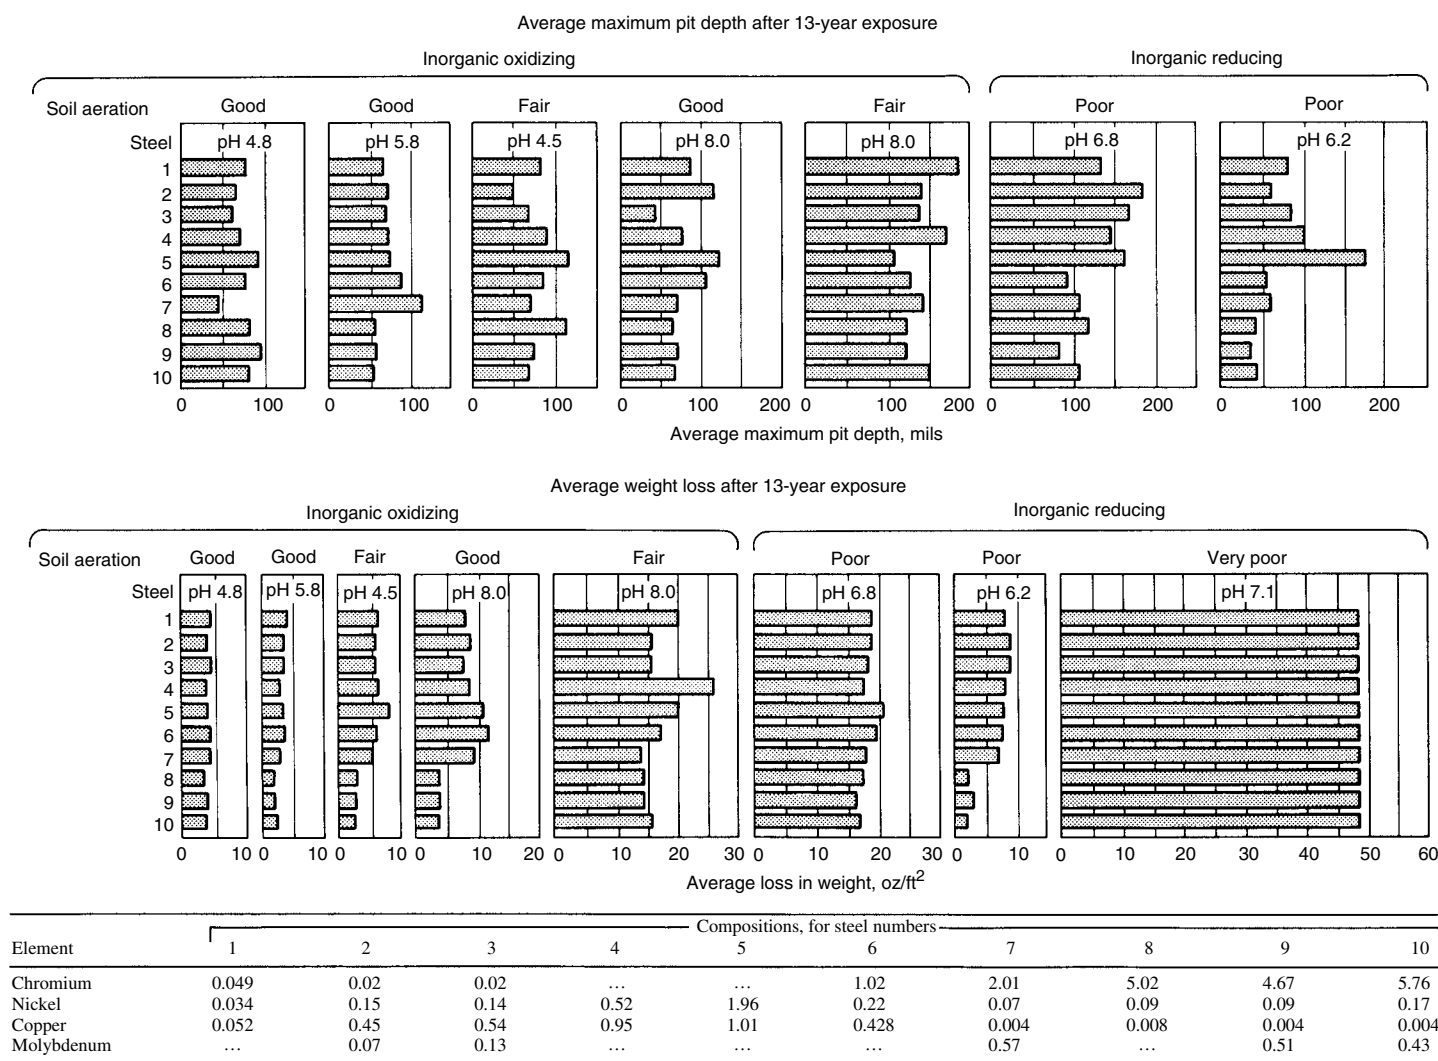 Average maximum pit depth after 13-year exposure
Inorganic oxidizing Inorganic reducing
Soil aeration Good Good Fair Good Fair Poor Poor
Steel pH 4.8 pH 5.8 pH 4.5 pH 8.0 pH 8.0 pH 6.8 pH 6.2
1
2
3
4
5
6
7
8
9
10
0 100 0 100 0 100 0 100 200 0 100 200 0 100 200 0 100 200
Average maximum pit depth, mils
Average weight loss after 13-year exposure
Inorganic oxidizing Inorganic reducing
Soil aeration Good Good Fair Good Fair Poor Poor Very poor
Steel pH 4.8 pH 5.8 pH 4.5 pH 8.0 pH 8.0 pH 6.8 pH 6.2 pH 7.1
1
2
3
4
5
6
7
8
9
10
0 10 0 10 0 10 0 10 20 0 10 20 30 0 10 20 30 0 10 0 10 20 30 40 50 60
Average loss in weight, oz/ft²
Compositions, for steel numbers
Element 1 2 3 4 5 6 7 8 9 10
Chromium 0.049 0.02 0.02 … … 1.02 2.01 5.02 4.67 5.76
Nickel 0.034 0.15 0.14 0.52 1.96 0.22 0.07 0.09 0.09 0.17
Copper 0.052 0.45 0.54 0.95 1.01 0.428 0.004 0.008 0.004 0.004
Molybdenum … 0.07 0.13 … … … 0.57 … 0.51 0.43